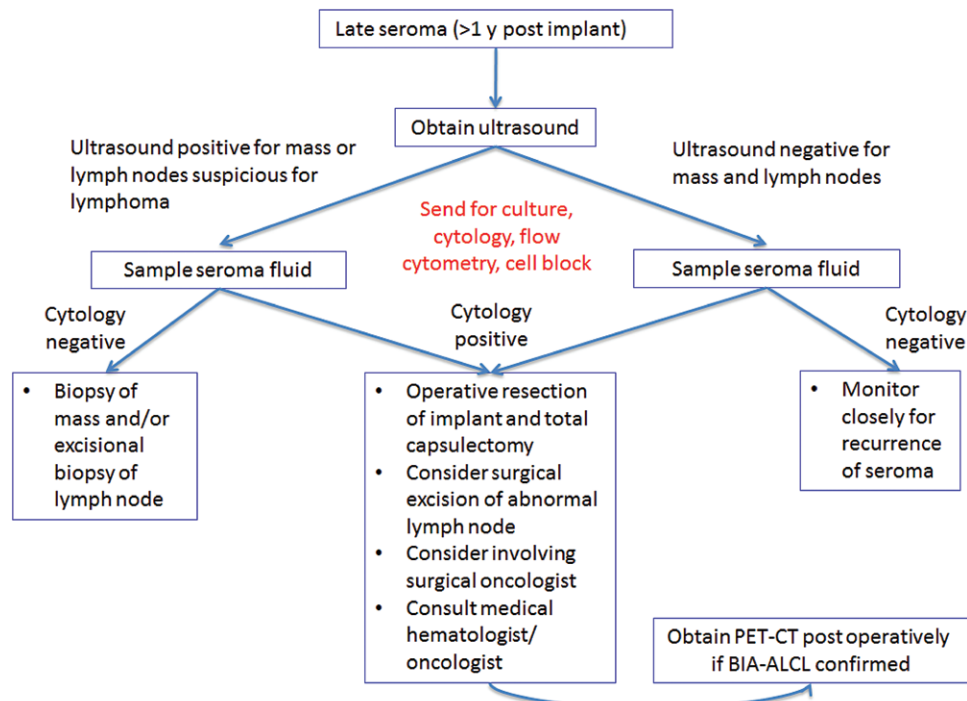 Late seroma (>1 y post implant)
Obtain ultrasound
Ultrasound positive for mass or
lymph nodes suspicious for
lymphoma
Ultrasound negative for
mass and lymph nodes
Send for culture,
cytology, flow
cytometry, cell block
Sample seroma fluid
Sample seroma fluid
Cytology
negative
Cytology
positive
Cytology
negative
• Biopsy of
mass and/or
excisional
biopsy of
lymph node
• Operative resection
of implant and total
capsulectomy
• Consider surgical
excision of abnormal
lymph node
• Consider involving
surgical oncologist
• Consult medical
hematologist/
oncologist
• Monitor
closely for
recurrence
of seroma
Obtain PET-CT post operatively
if BIA-ALCL confirmed